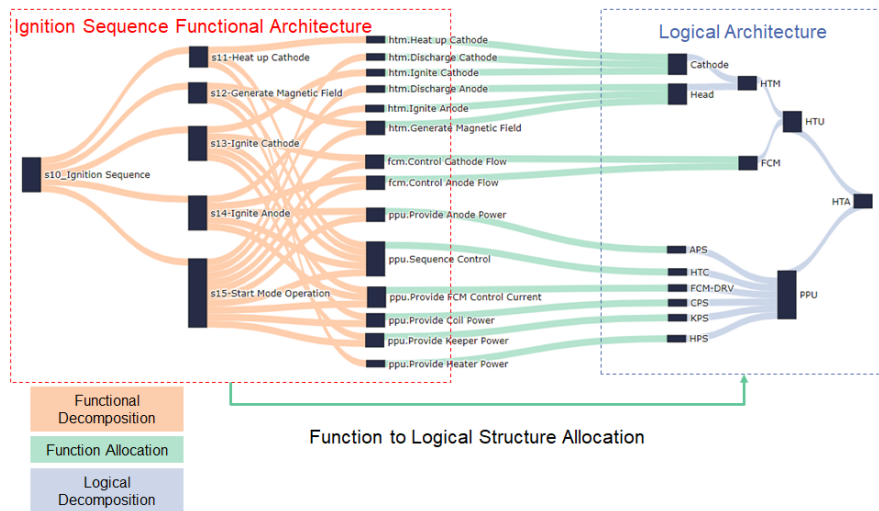 Ignition Sequence Functional Architecture
Logical Architecture
s10_Ignition Sequence
s11-Heat up Cathode
s12-Generate Magnetic Field
s13-Ignite Cathode
s14-Ignite Anode
s15-Start Mode Operation
htm.Heat up Cathode
htm.Discharge Cathode
htm.Ignite Cathode
htm.Discharge Anode
htm.Ignite Anode
htm.Generate Magnetic Field
fcm.Control Cathode Flow
fcm.Control Anode Flow
ppu.Provide Anode Power
ppu.Sequence Control
ppu.Provide FCM Control Current
ppu.Provide Coil Power
ppu.Provide Keeper Power
ppu.Provide Heater Power
Cathode
Head
HTM
FCM
HTU
HTA
APS
HTC
FCM-DRV
CPS
KPS
HPS
PPU
Functional
Decomposition
Function Allocation
Logical
Decomposition
Function to Logical Structure Allocation